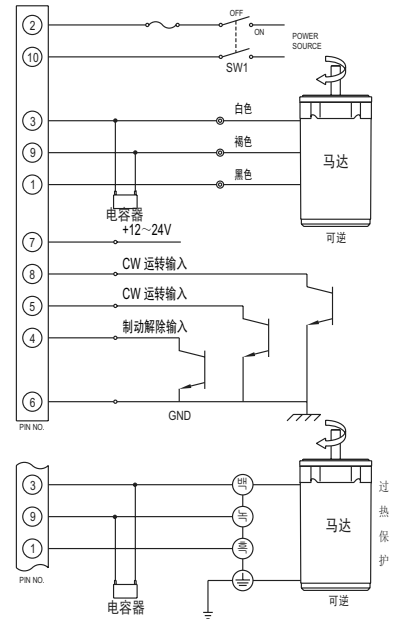 OFF
②
ON
POWER
SOURCE
⑩
SW1
③
白色
⑨
褐色
马达
①
黑色
电容器
可逆
+12～24V
⑦
⑧
CW 运转输入
⑤
CW 运转输入
④
制动解除输入
⑥
GND
PIN NO.
③
백
过
热
保
护
⑨
녹
马达
①
흑
PIN NO.
电容器
可逆